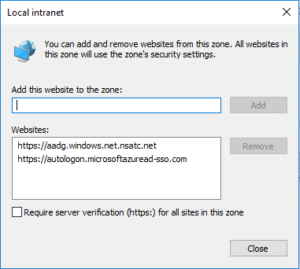 Local intranet
You can add and remove websites from this zone. All websites in
this zone will use the zone's security settings.
Add this website to the zone:
Add
Websites:
https://aadg.windows.net.nsatc.net
https://autologon.microsoftazuread-sso.com
Remove
Require server verification (https:) for all sites in this zone
Close